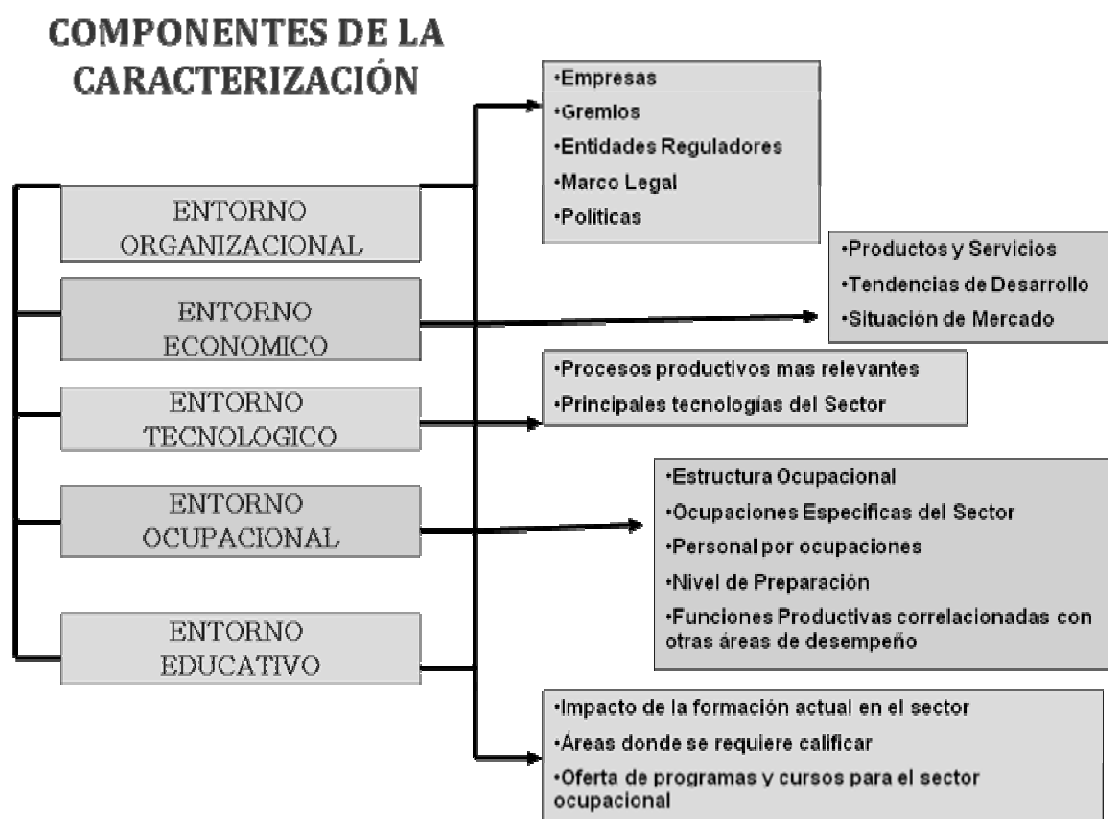 COMPONENTES DE LA
CARACTERIZACIÓN
ENTORNO
ORGANIZACIONAL
•Empresas
•Gremios
•Entidades Reguladores
•Marco Legal
•Políticas
ENTORNO
ECONOMICO
•Productos y Servicios
•Tendencias de Desarrollo
•Situación de Mercado
ENTORNO
TECNOLOGICO
•Procesos productivos mas relevantes
•Principales tecnologías del Sector
ENTORNO
OCUPACIONAL
•Estructura Ocupacional
•Ocupaciones Especificas del Sector
•Personal por ocupaciones
•Nivel de Preparación
•Funciones Productivas correlacionadas con
otras áreas de desempeño
ENTORNO
EDUCATIVO
•Impacto de la formación actual en el sector
•Áreas donde se requiere calificar
•Oferta de programas y cursos para el sector
ocupacional